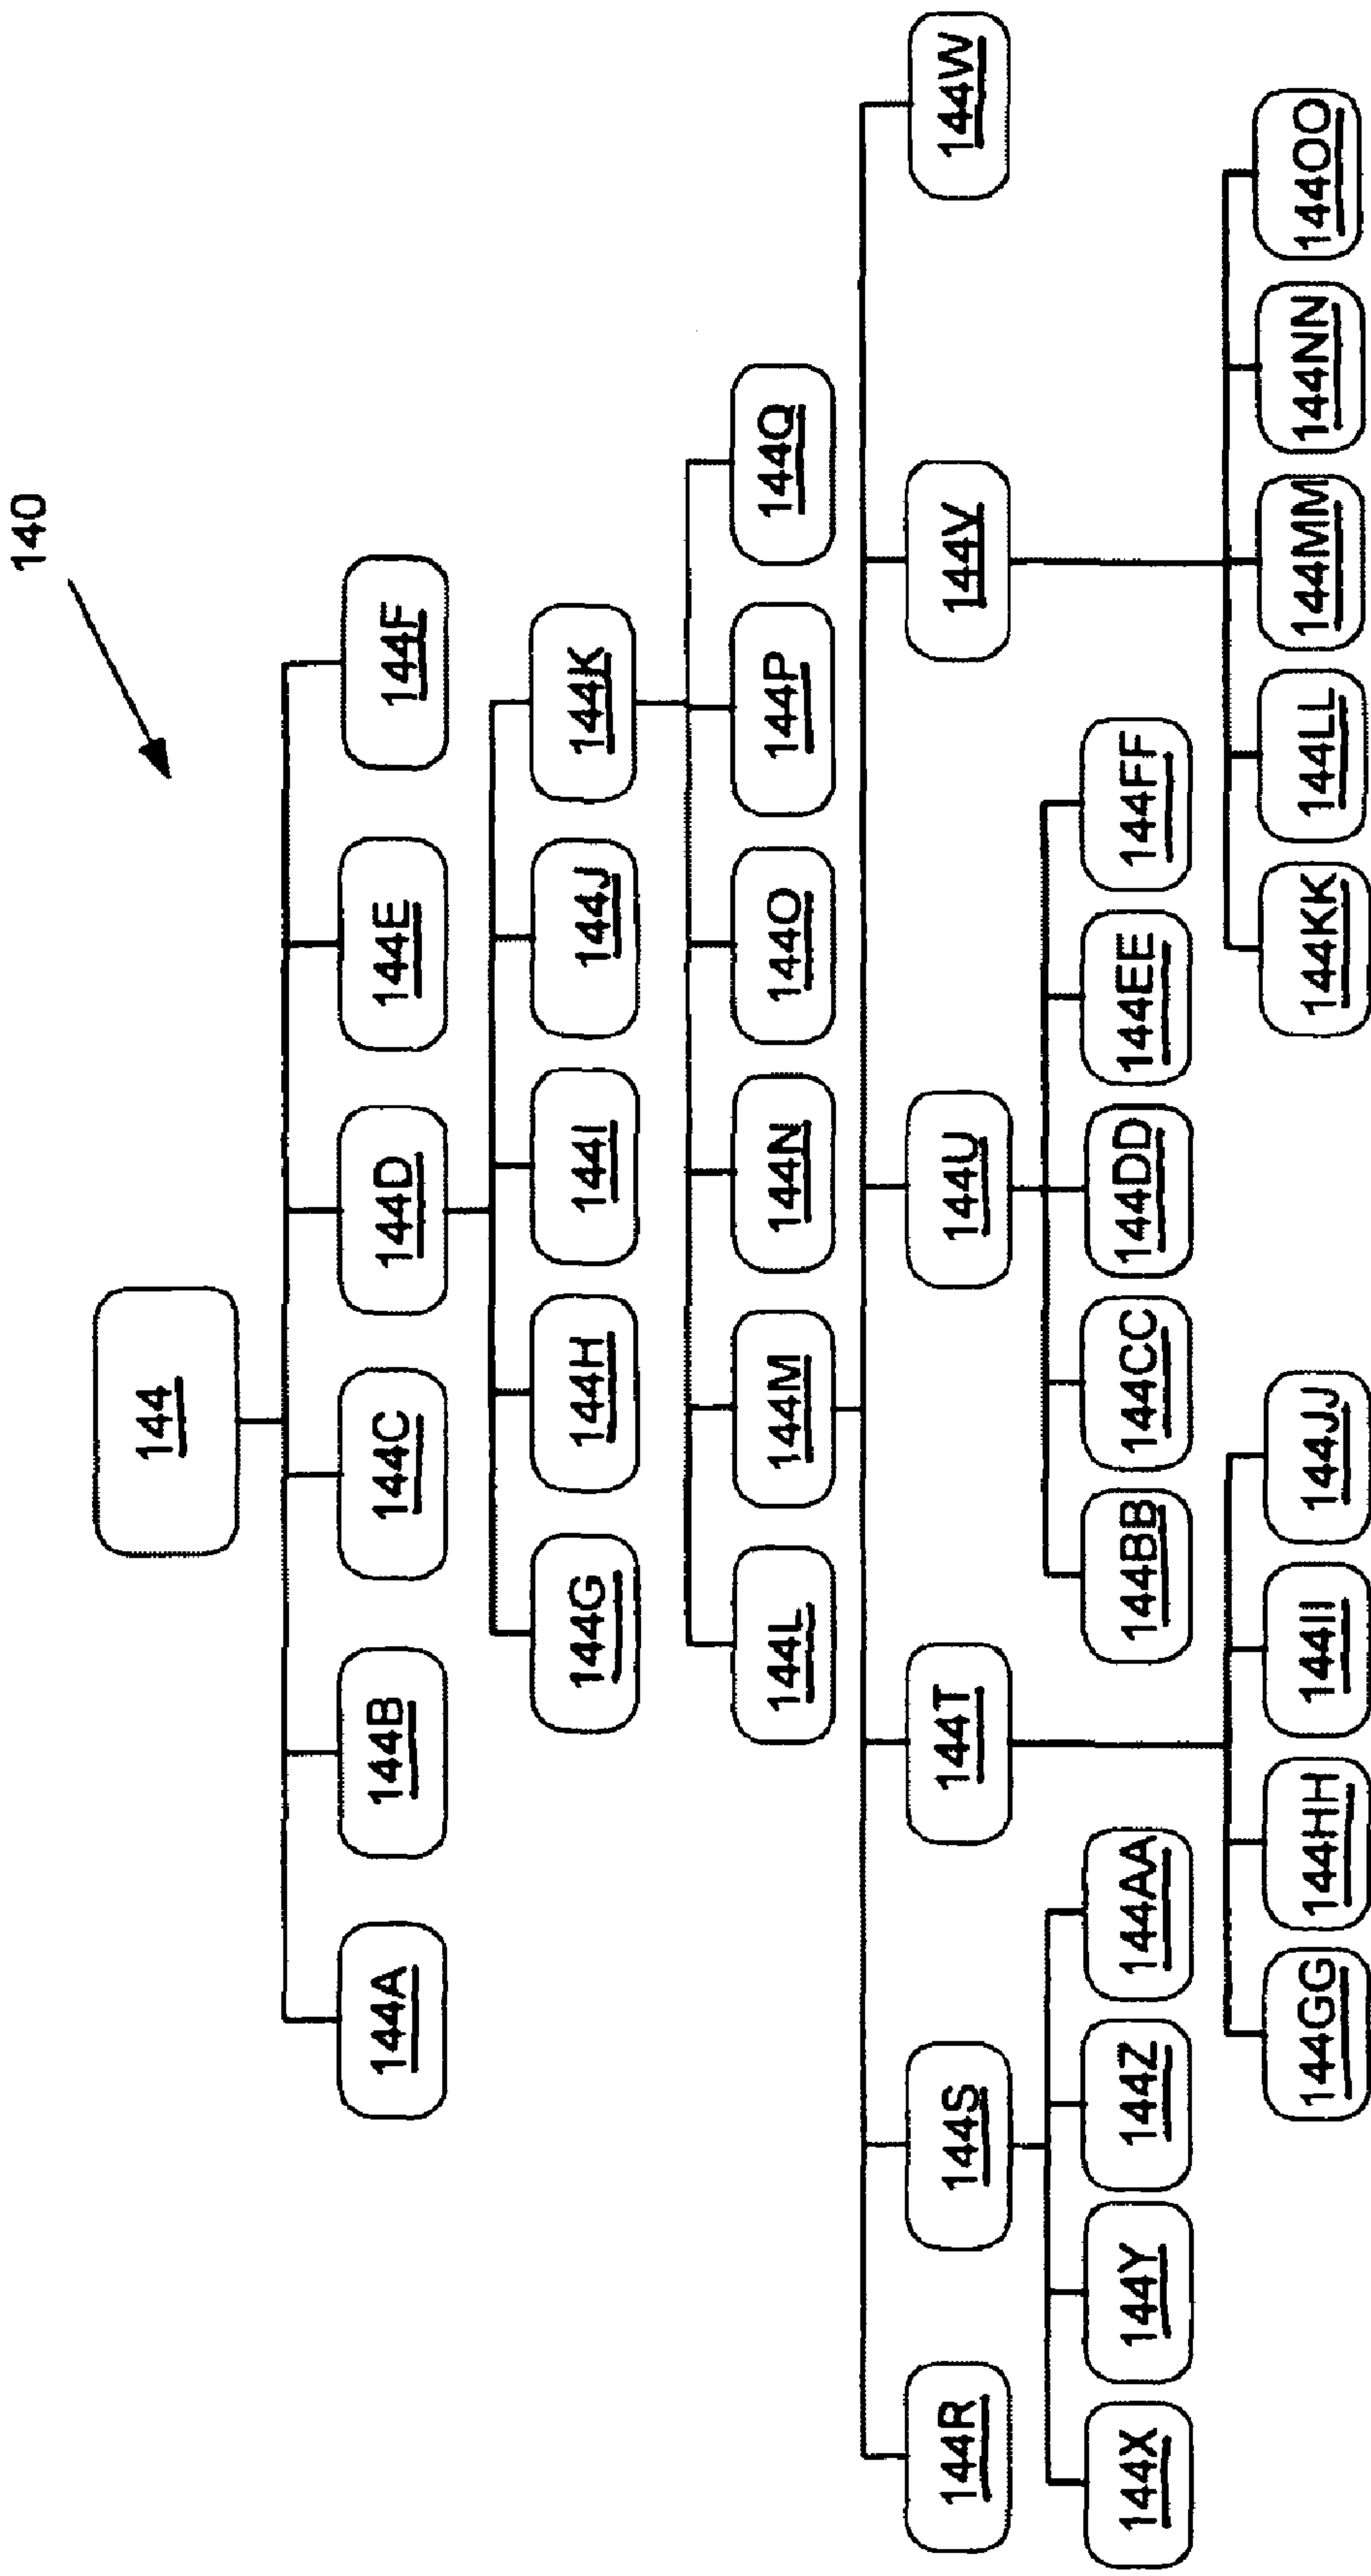 140
144
144A
144B
144C
144D
144E
144F
144G
144H
144I
144J
144K
144L
144M
144N
144O
144P
144Q
144R
144S
144T
144U
144V
144W
144X
144Y
144Z
144AA
144BB
144CC
144DD
144EE
144FF
144GG
144HH
144II
144JJ
144KK
144LL
144MM
144NN
144OO